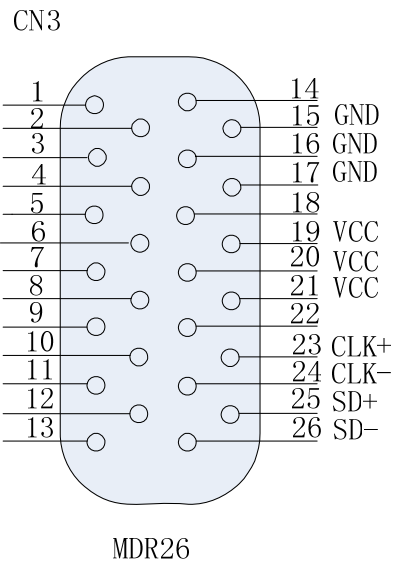 CN3
1
2
3
4
5
6
7
8
9
10
11
12
13
14
15 GND
16 GND
17 GND
18
19 VCC
20 VCC
21 VCC
22
23 CLK+
24 CLK-
25 SD+
26 SD-
MDR26